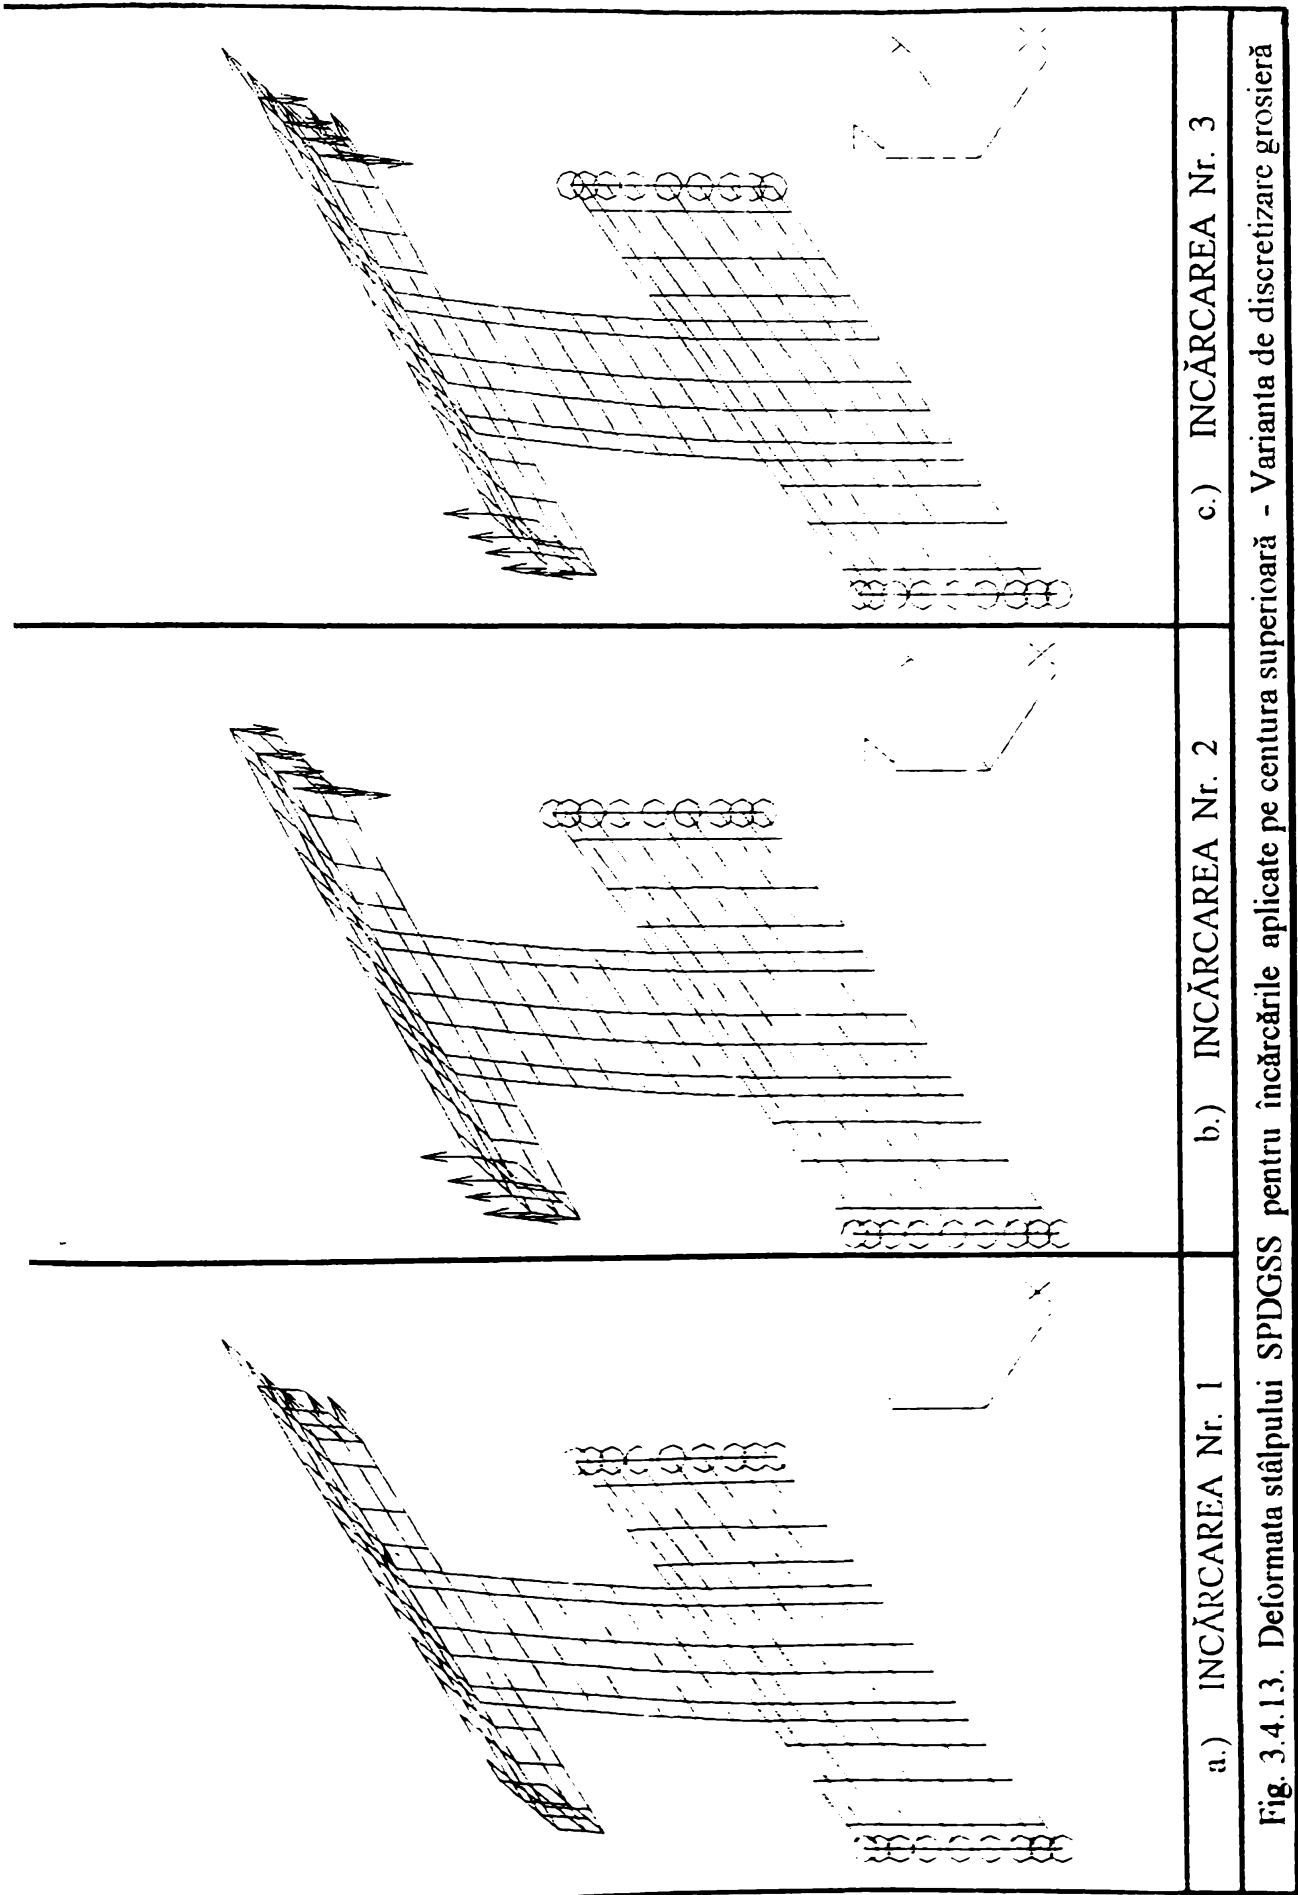 a.) INCĂRCAREA Nr. 1
b.) INCĂRCAREA Nr. 2
c.) INCĂRCAREA Nr. 3
Fig. 3.4.13. Deformata stâlpului SPDGSS pentru încărcările aplicate pe centura superioară - Varianta de discretizare grosieră